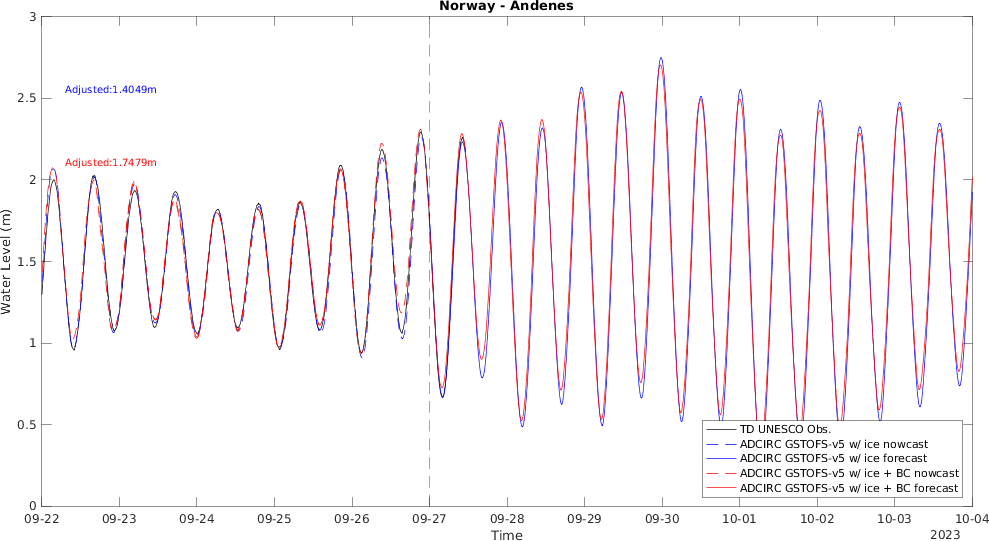 Norway - Andenes
3
2.5
2
1.5
1
0.5
0
Water Level (m)
Adjusted:1.4049m
Adjusted:1.7479m
TD UNESCO Obs.
ADCIRC GSTOFS-v5 w/ ice nowcast
ADCIRC GSTOFS-v5 w/ ice forecast
ADCIRC GSTOFS-v5 w/ ice + BC nowcast
ADCIRC GSTOFS-v5 w/ ice + BC forecast
09-22 09-23 09-24 09-25 09-26 09-27 09-28 09-29 09-30 10-01 10-02 10-03 10-04
Time
2023